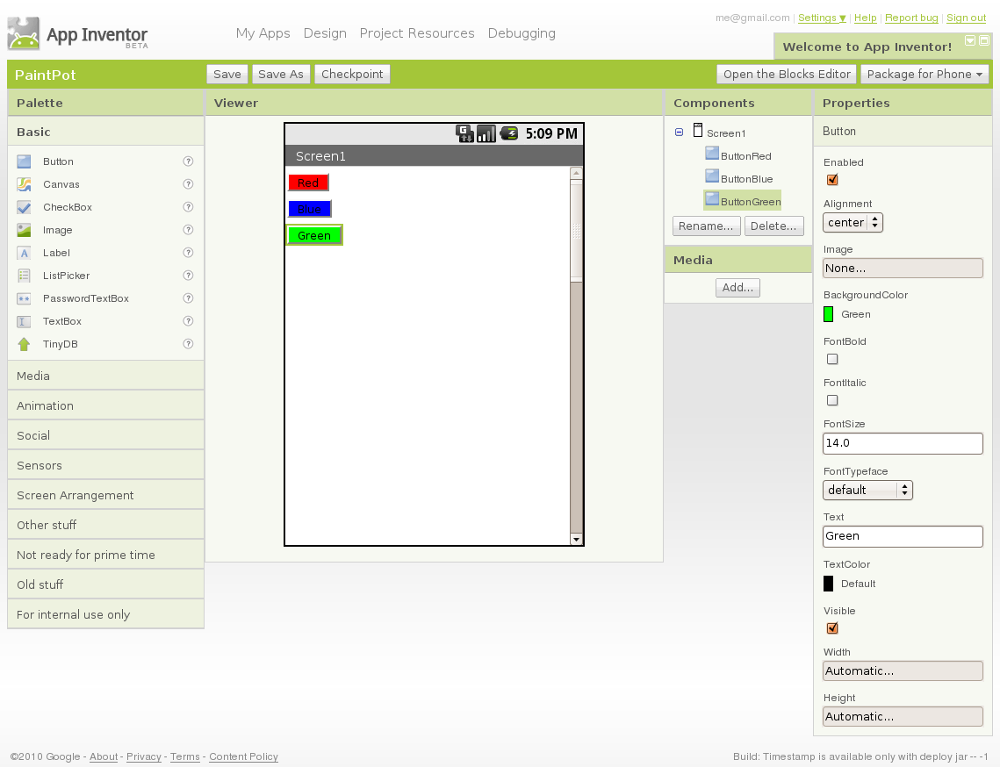 me@gmail.com | Settings ▼ | Help | Report bug | Sign out
App Inventor
BETA
My Apps Design Project Resources Debugging
Welcome to App Inventor!
PaintPot
Save Save As Checkpoint
Open the Blocks Editor Package for Phone
Palette
Basic
Button ?
Canvas ?
CheckBox ?
Image ?
A Label ?
ListPicker ?
PasswordTextBox ?
TextBox ?
TinyDB ?
Media
Animation
Social
Sensors
Screen Arrangement
Other stuff
Not ready for prime time
Old stuff
For internal use only
Viewer
G 5:09 PM
Screen1
Red
Blue
Green
Components
Screen1
ButtonRed
ButtonBlue
ButtonGreen
Rename... Delete...
Media
Add...
Properties
Button
Enabled
Alignment
center
Image
None...
BackgroundColor
Green
FontBold
FontItalic
FontSize
14.0
FontTypeface
default
Text
Green
TextColor
Default
Visible
Width
Automatic...
Height
Automatic...
©2010 Google - About - Privacy - Terms - Content Policy
Build: Timestamp is available only with deploy jar -- -1